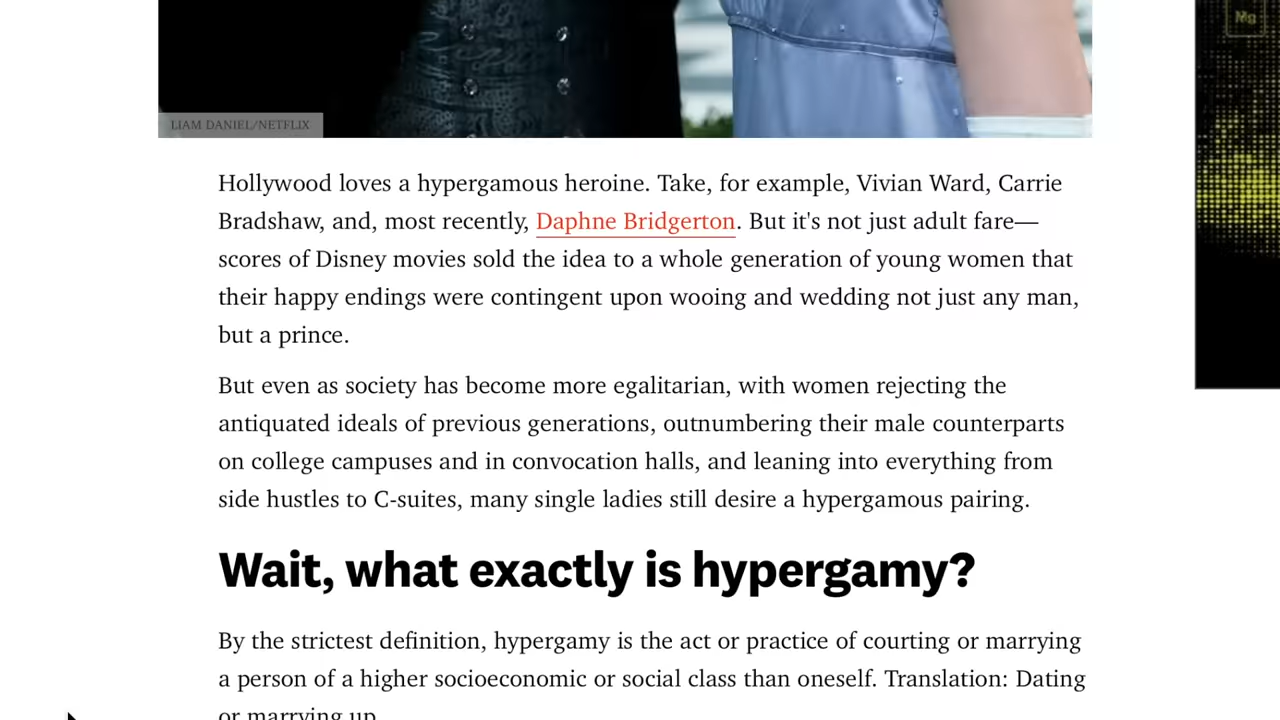 Mg
LIAM DANIEL/NETFLIX
Hollywood loves a hypergamous heroine. Take, for example, Vivian Ward, Carrie
Bradshaw, and, most recently, Daphne Bridgerton. But it's not just adult fare—
scores of Disney movies sold the idea to a whole generation of young women that
their happy endings were contingent upon wooing and wedding not just any man,
but a prince.
But even as society has become more egalitarian, with women rejecting the
antiquated ideals of previous generations, outnumbering their male counterparts
on college campuses and in convocation halls, and leaning into everything from
side hustles to C-suites, many single ladies still desire a hypergamous pairing.
Wait, what exactly is hypergamy?
By the strictest definition, hypergamy is the act or practice of courting or marrying
a person of a higher socioeconomic or social class than oneself. Translation: Dating
or marrying up